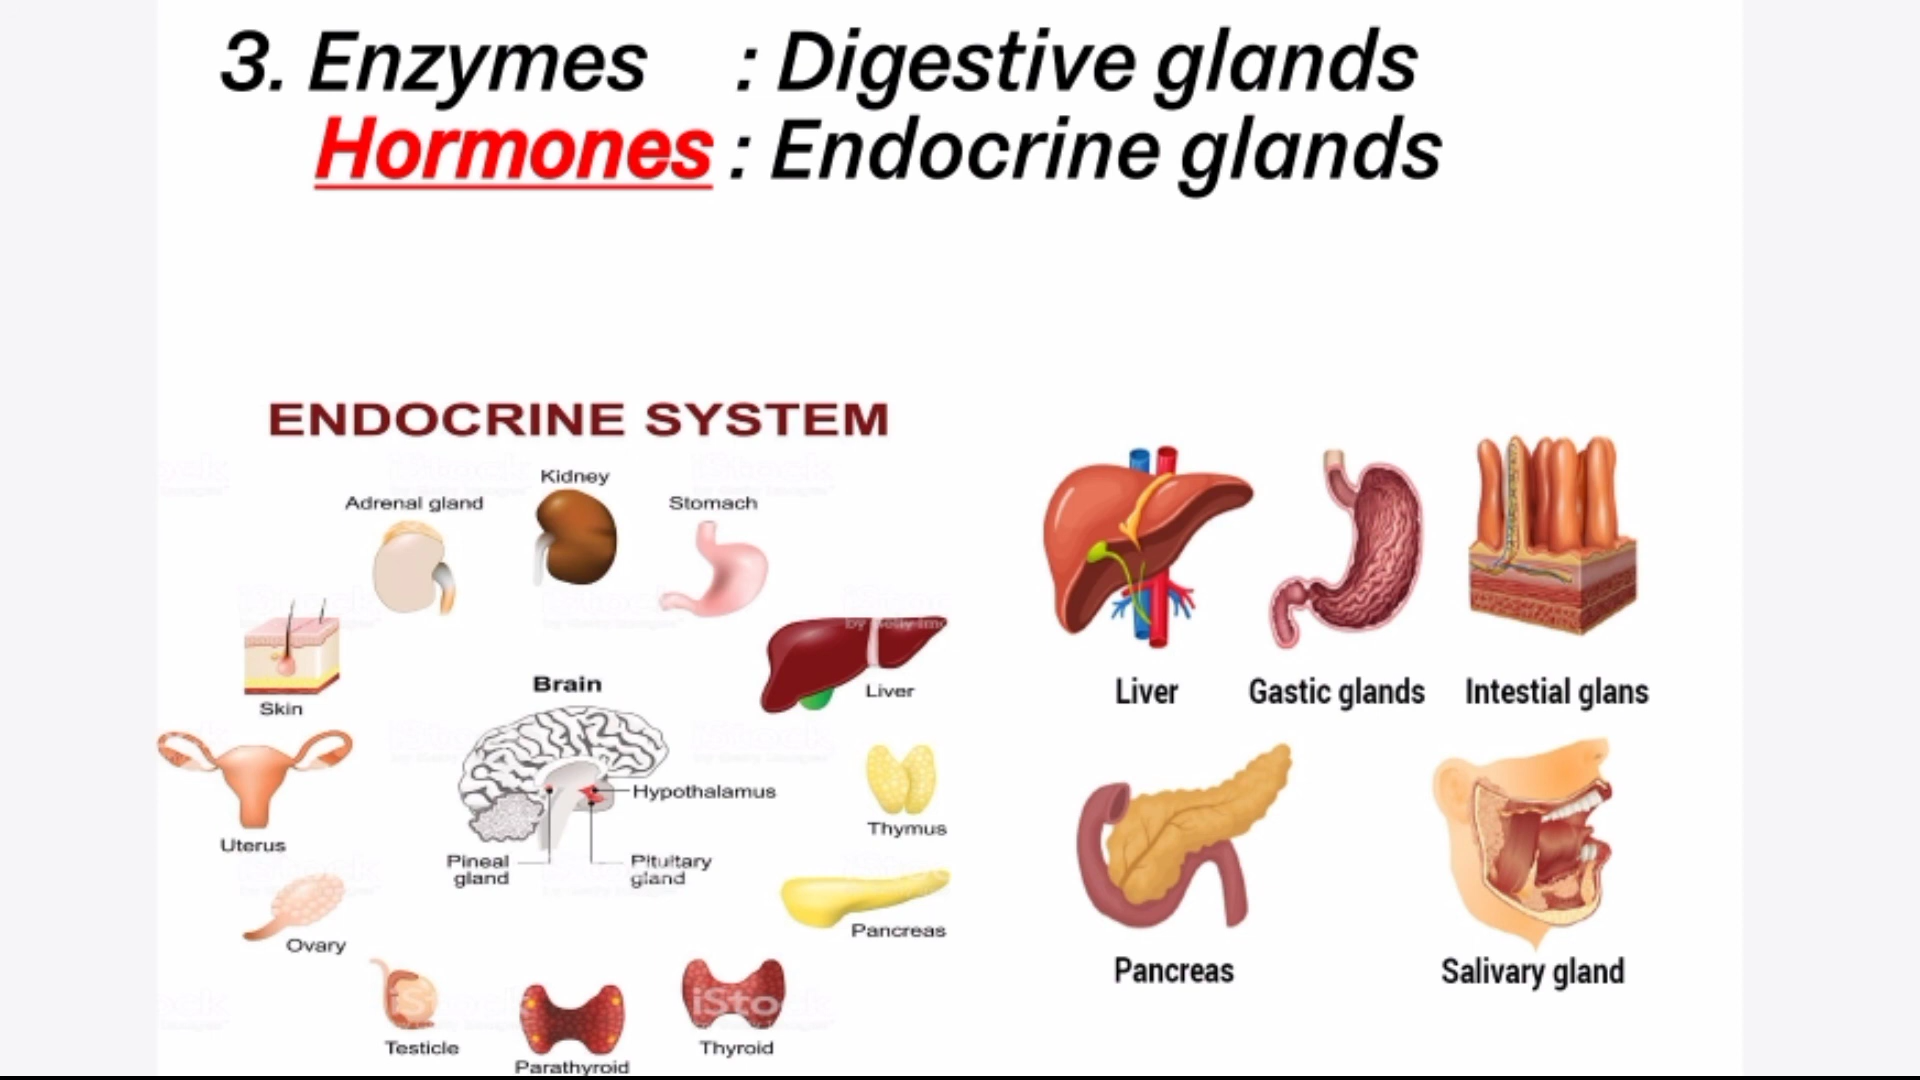 3. Enzymes : Digestive glands
Hormones : Endocrine glands
ENDOCRINE SYSTEM
Kidney
Adrenal gland
Stomach
Skin
Brain
Liver
Uterus
Hypothalamus
Thymus
Pineal
gland
Pituitary
gland
Ovary
Pancreas
Testicle
Parathyroid
Thyroid
iStock
Liver
Gastic glands
Intestial glans
Pancreas
Salivary gland